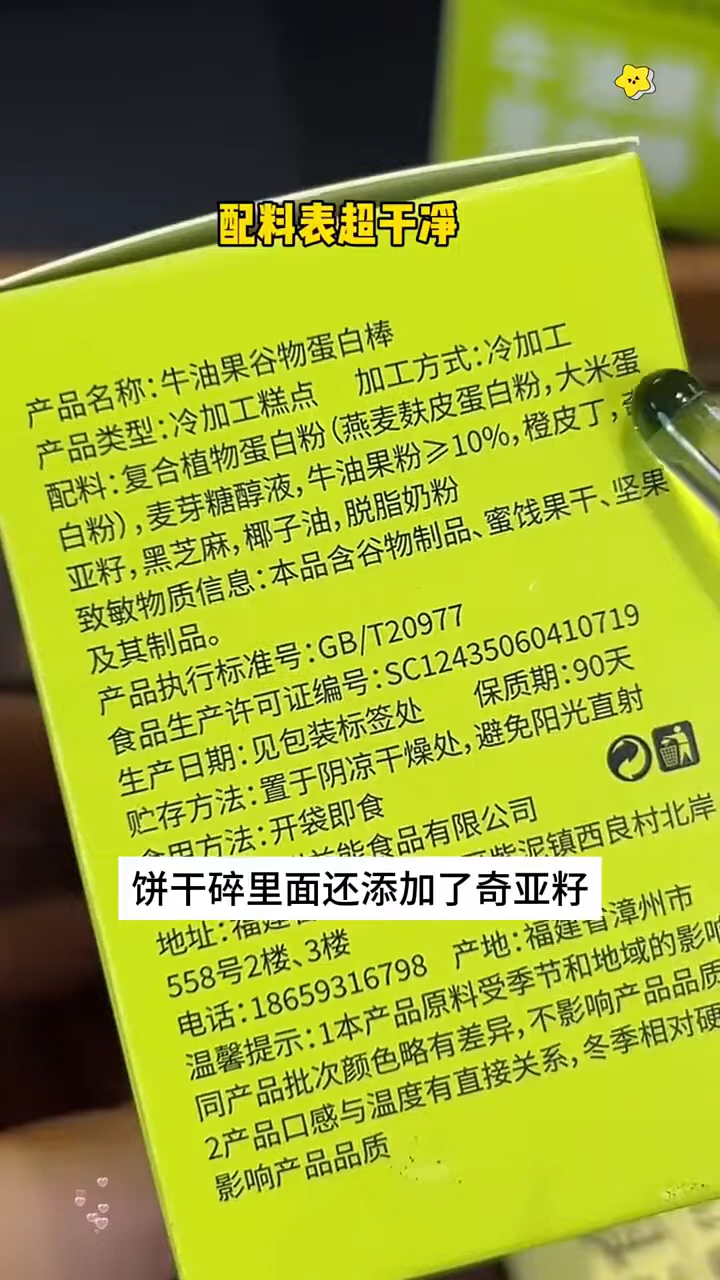 配料表超干净
产品名称:牛油果谷物蛋白棒
产品类型:冷加工糕点 加工方式:冷加工
配料:复合植物蛋白粉(燕麦麸皮蛋白粉,大米蛋
白粉),麦芽糖醇液,牛油果粉≥10%,橙皮丁,奇
亚籽,黑芝麻,椰子油,脱脂奶粉
致敏物质信息:本品含谷物制品、蜜饯果干、坚果
及其制品。
产品执行标准号:GB/T20977
食品生产许可证编号:SC12435060410719
生产日期:见包装标签处 保质期:90天
贮存方法:置于阴凉干燥处,避免阳光直射
食用方法:开袋即食
能食品有限公司
泥镇西良村北岸
饼干碎里面还添加了奇亚籽
地址:福建省
558号2楼、3楼
电话:18659316798 产地:福建省漳州市
温馨提示:1本产品原料受季节和地域的影响
同产品批次颜色略有差异,不影响产品品质
2产品口感与温度有直接关系,冬季相对硬
影响产品品质